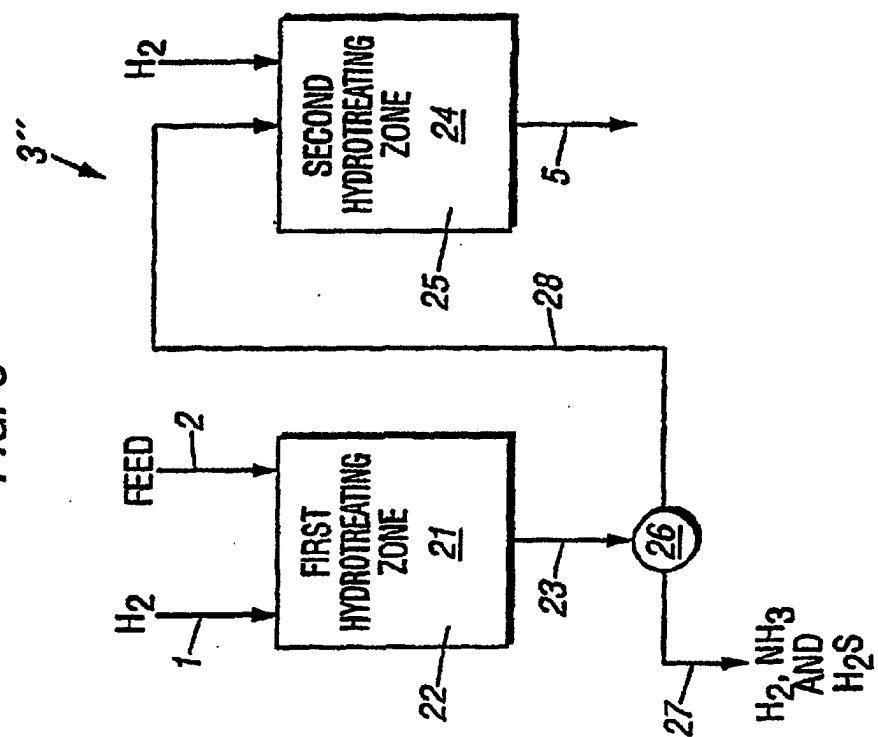 3″
H2
FEED
H2
1
2
FIRST
HYDROTREATING
ZONE
21
22
SECOND
HYDROTREATING
ZONE
24
25
23
28
5
26
27
H2, NH3
AND
H2S